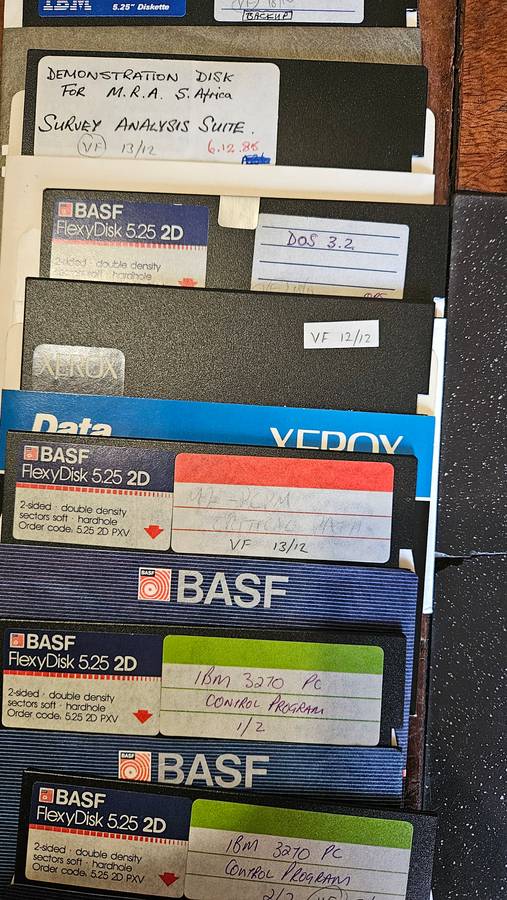 IBM 5.25" Diskette
BACKUP
DEMONSTRATION DISK
FOR M.R.A. S.Africa
SURVEY ANALYSIS SUITE.
VF 13/12 6.12.85
BASF
FlexyDisk 5.25 2D
2-sided · double density
sectors soft · hardhole
DOS 3.2
VF 12/12
XEROX
Data
XEROX
BASF
FlexyDisk 5.25 2D
2-sided · double density
sectors soft · hardhole
Order code: 5.25 2D PXV
VF 13/12
BASF
BASF
BASF
FlexyDisk 5.25 2D
2-sided · double density
sectors soft · hardhole
Order code: 5.25 2D PXV
IBM 3270 PC
CONTROL PROGRAM
1/2
BASF
BASF
BASF
FlexyDisk 5.25 2D
2-sided · double density
sectors soft · hardhole
Order code: 5.25 2D PXV
IBM 3270 PC
CONTROL PROGRAM
2/2